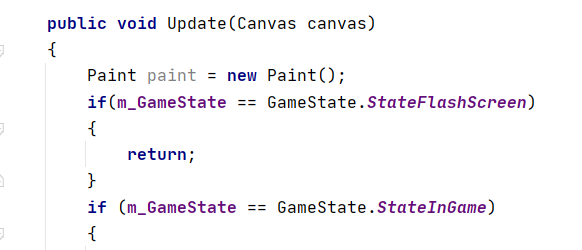 public void Update(Canvas canvas)
{
Paint paint = new Paint();
if(m_GameState == GameState.StateFlashScreen)
{
return;
}
if (m_GameState == GameState.StateInGame)
{